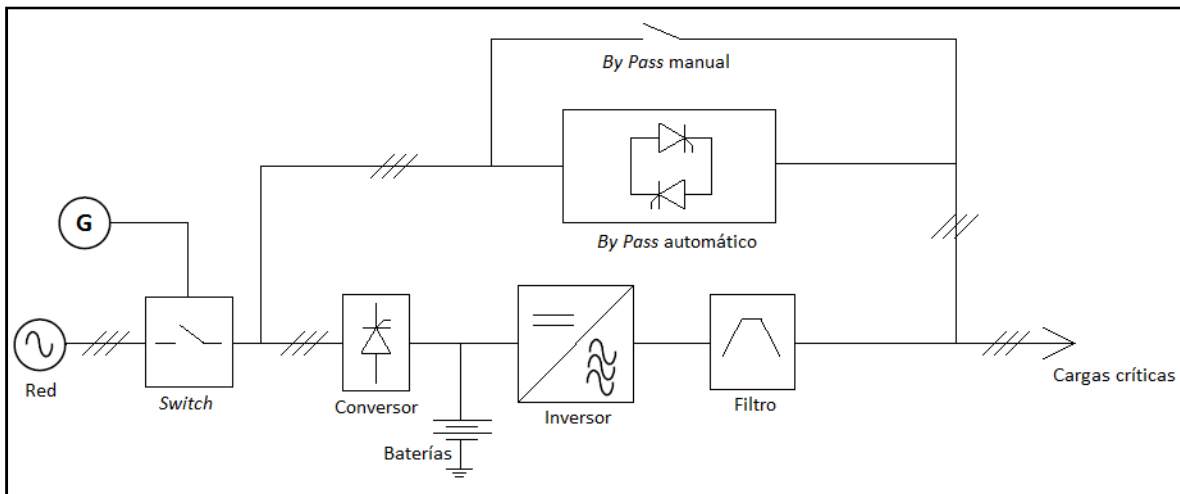 By Pass manual
By Pass automático
G
Red
Switch
Conversor
Baterías
Inversor
Filtro
Cargas críticas